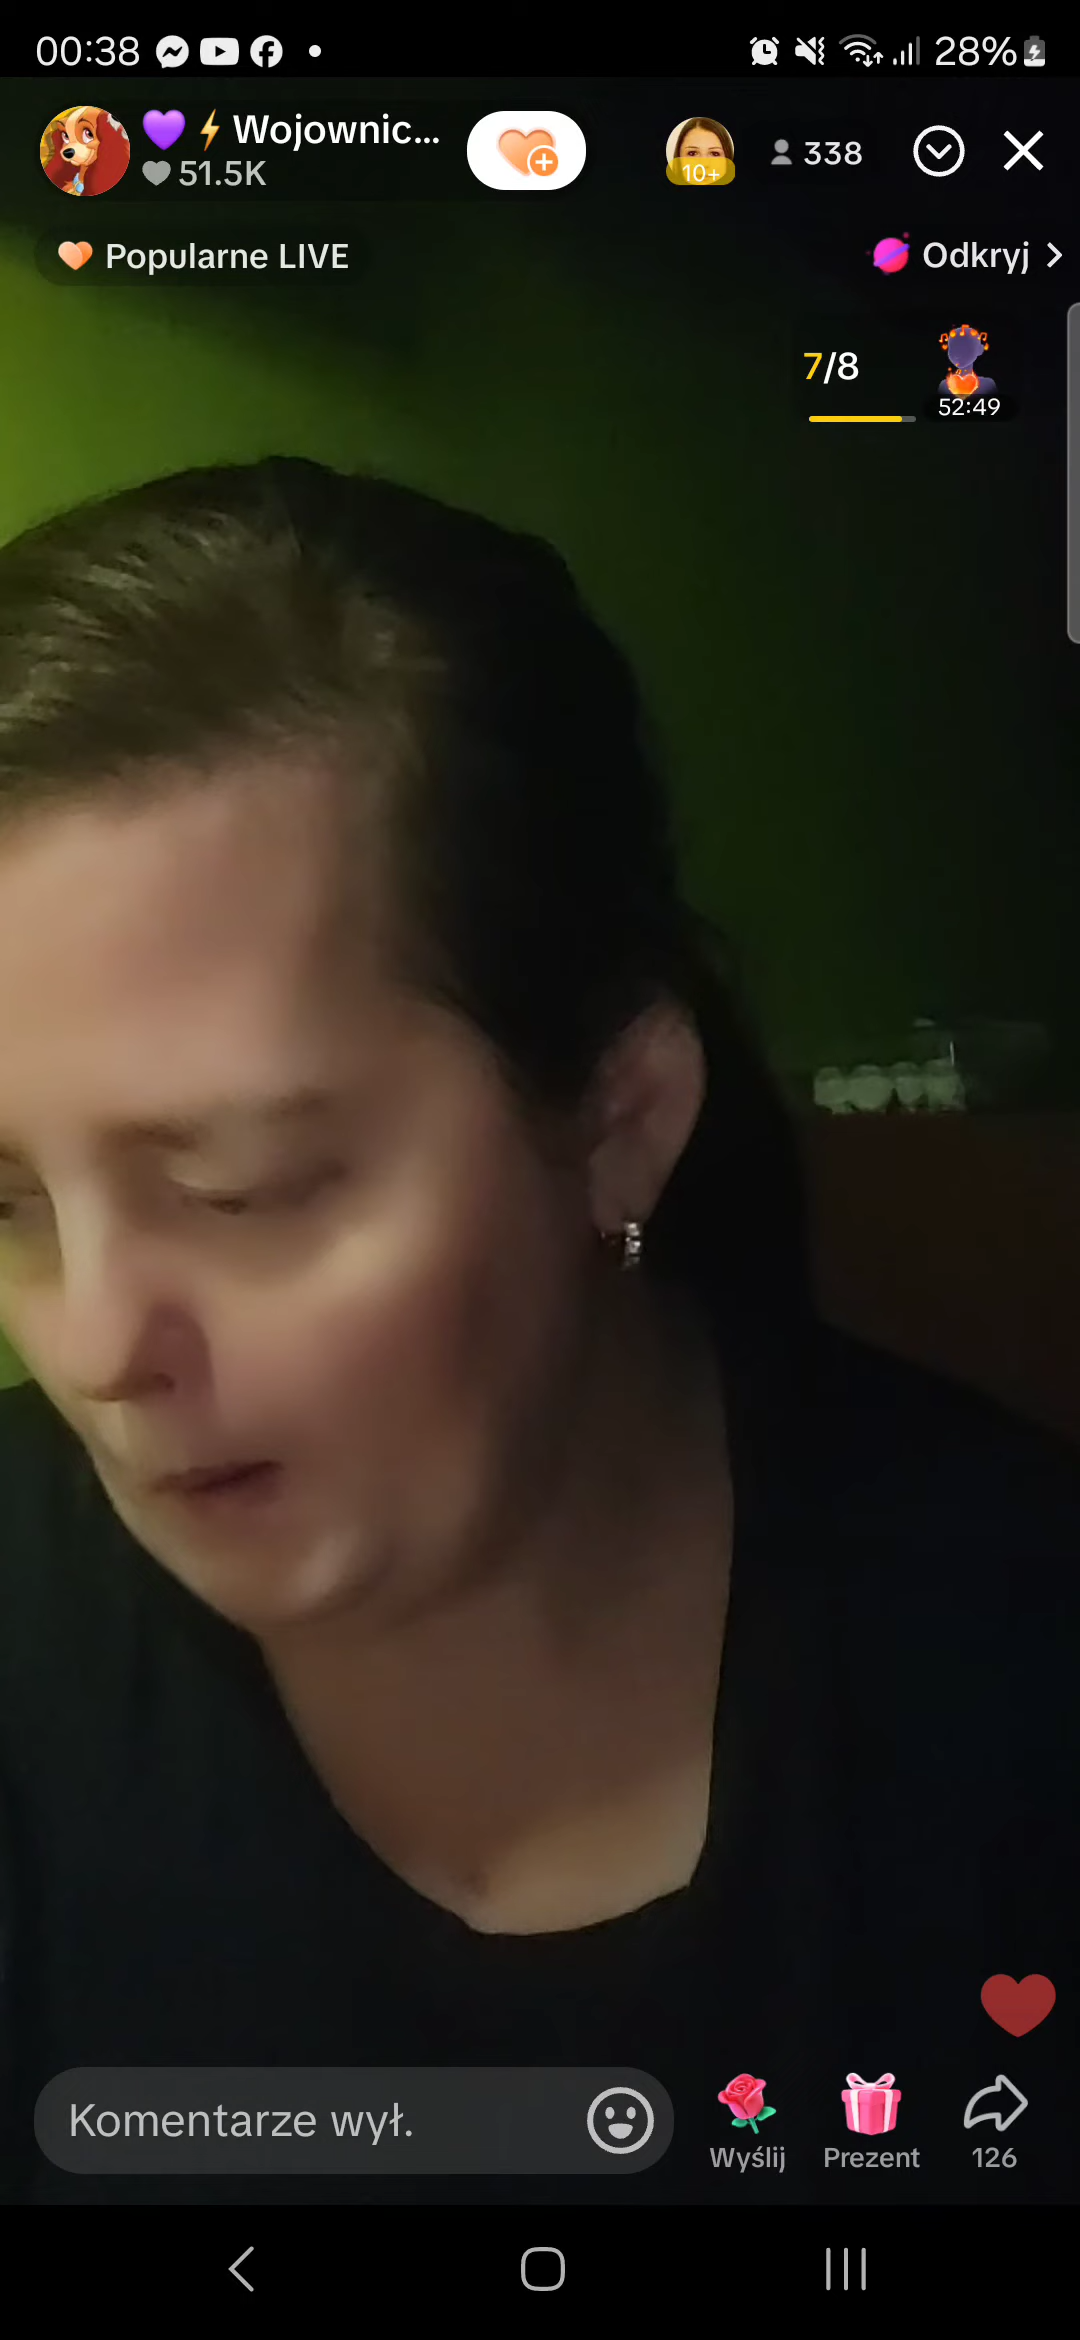 00:38 28%
💜⚡Wojownic...
51.5K
10+
338
Popularne LIVE
Odkryj >
7/8
52:49
Komentarze wył.
Wyślij
Prezent
126